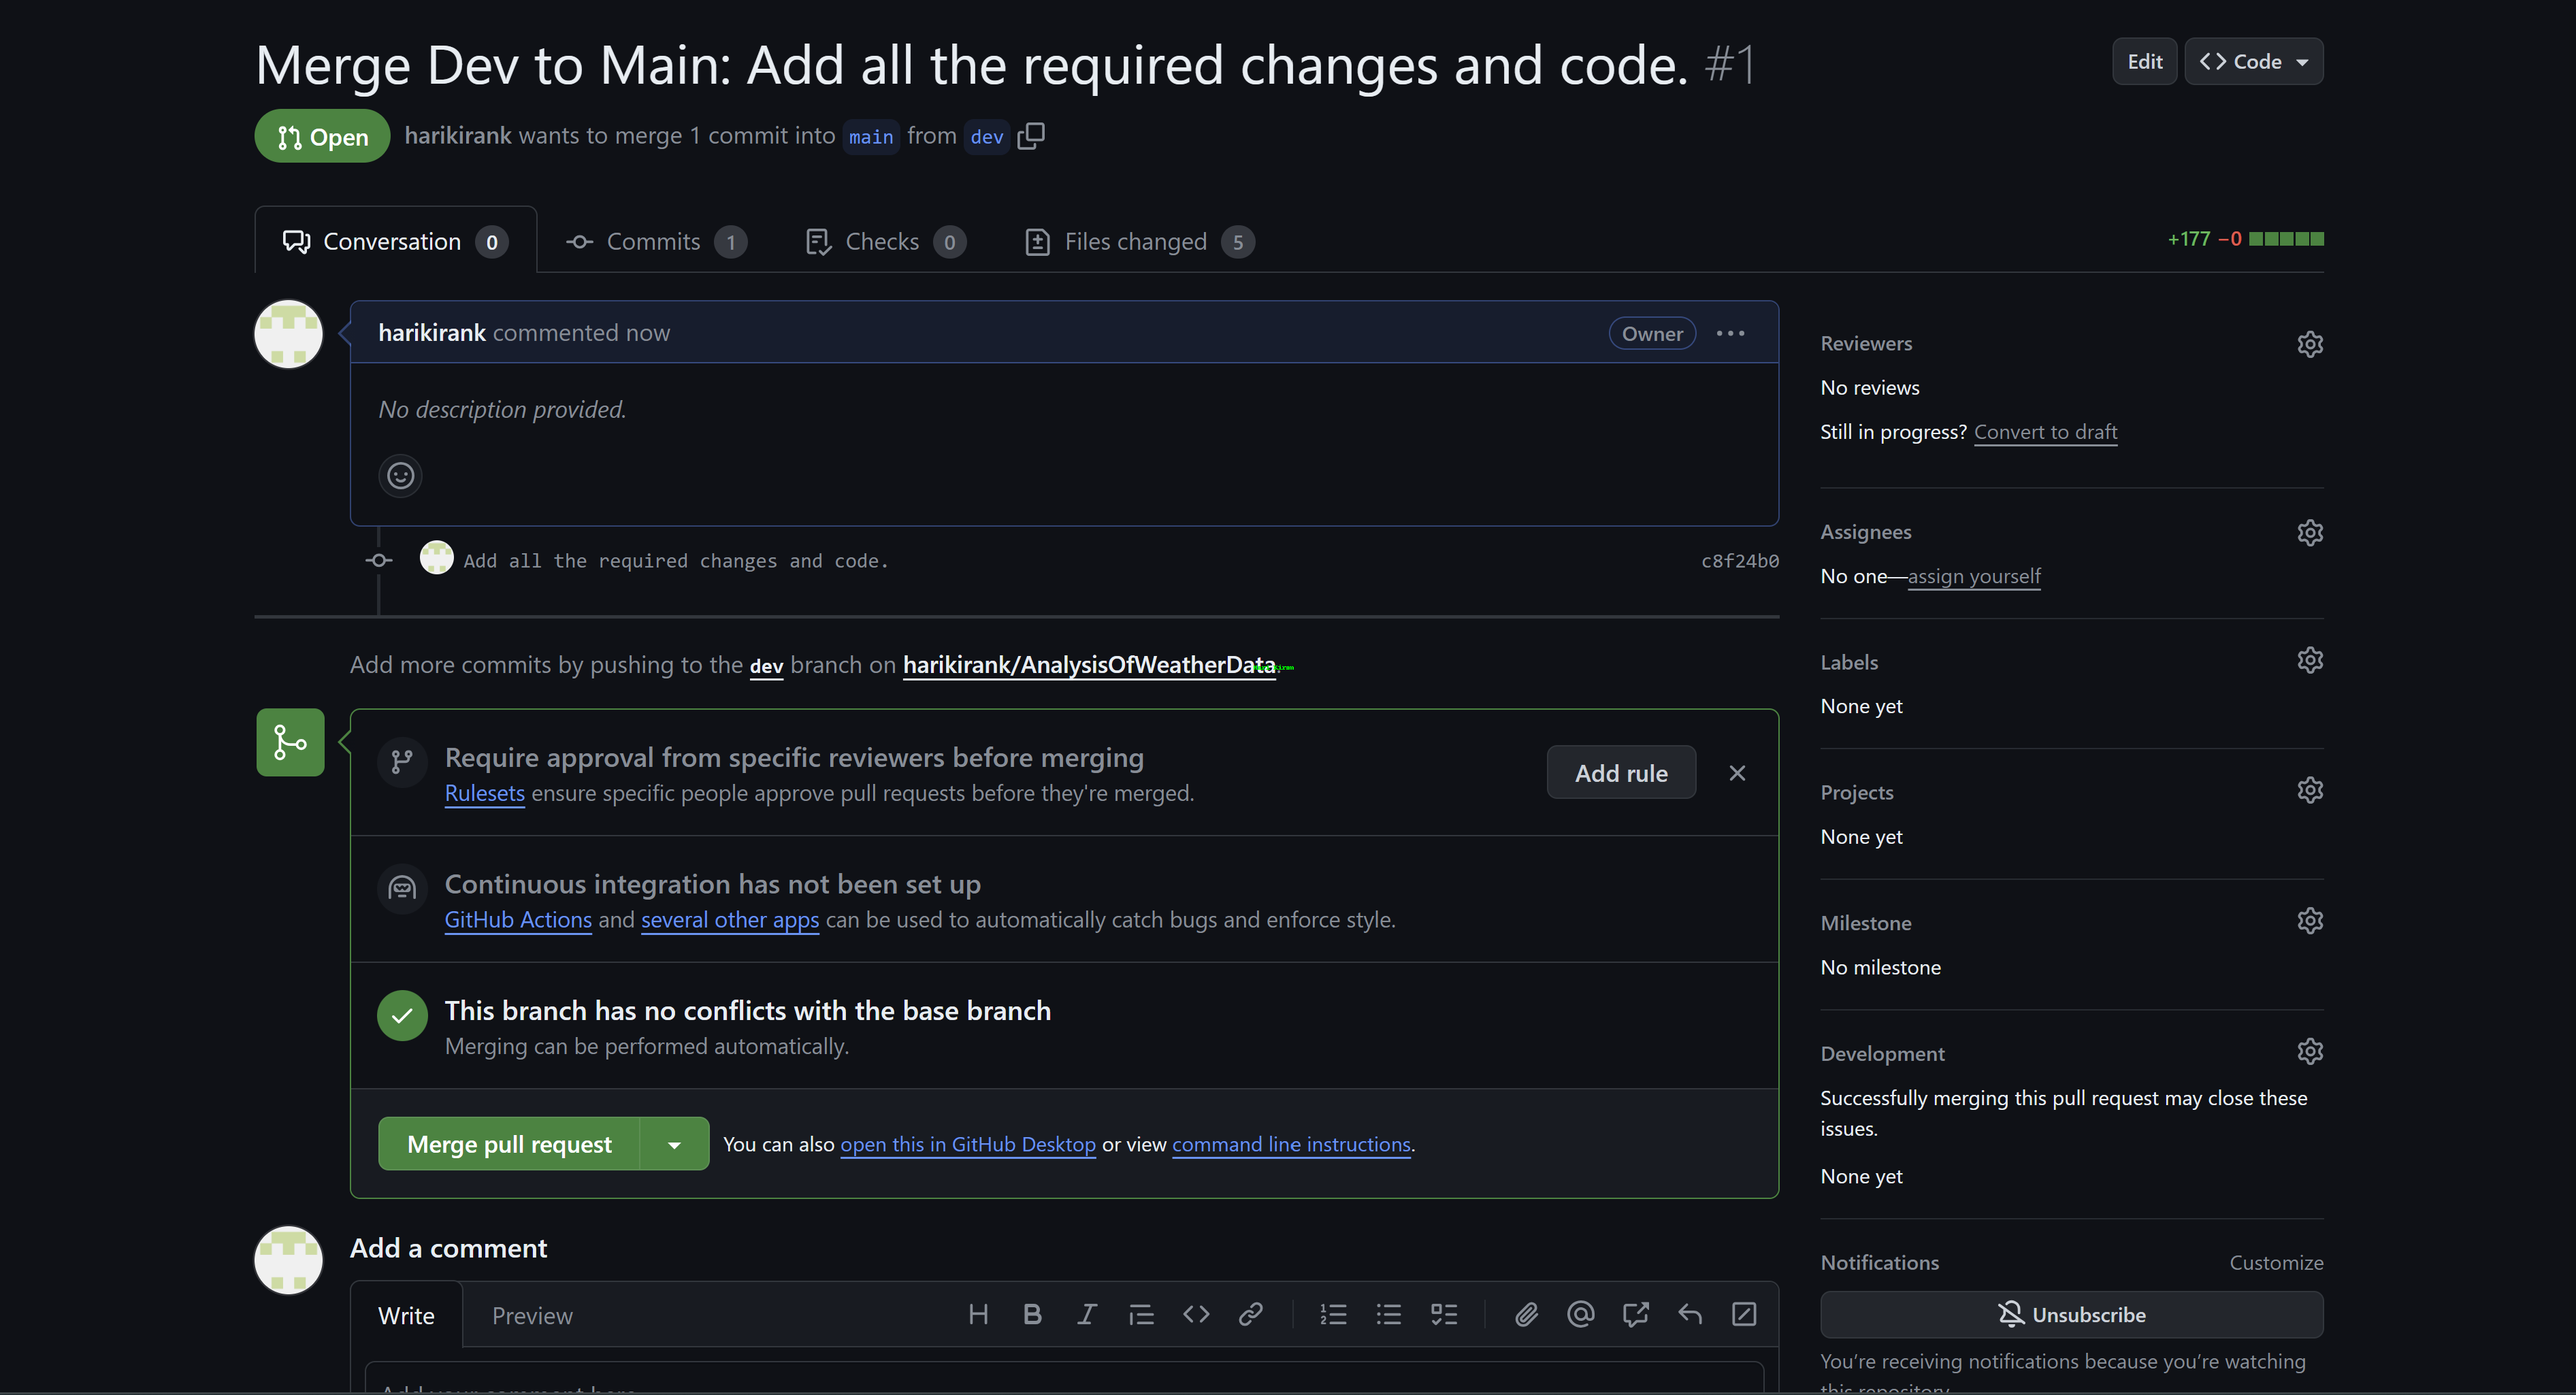 Merge Dev to Main: Add all the required changes and code. #1
Edit
Code
Open
harikirank wants to merge 1 commit into main from dev
Conversation 0
Commits 1
Checks 0
Files changed 5
+177 −0
harikirank commented now
Owner
No description provided.
Add all the required changes and code.
c8f24b0
Add more commits by pushing to the dev branch on harikirank/AnalysisOfWeatherData.
Require approval from specific reviewers before merging
Rulesets ensure specific people approve pull requests before they're merged.
Add rule
Continuous integration has not been set up
GitHub Actions and several other apps can be used to automatically catch bugs and enforce style.
This branch has no conflicts with the base branch
Merging can be performed automatically.
Merge pull request
You can also open this in GitHub Desktop or view command line instructions.
Add a comment
Write
Preview
Reviewers
No reviews
Still in progress? Convert to draft
Assignees
No one—assign yourself
Labels
None yet
Projects
None yet
Milestone
No milestone
Development
Successfully merging this pull request may close these
issues.
None yet
Notifications
Customize
Unsubscribe
You're receiving notifications because you're watching
this repository.